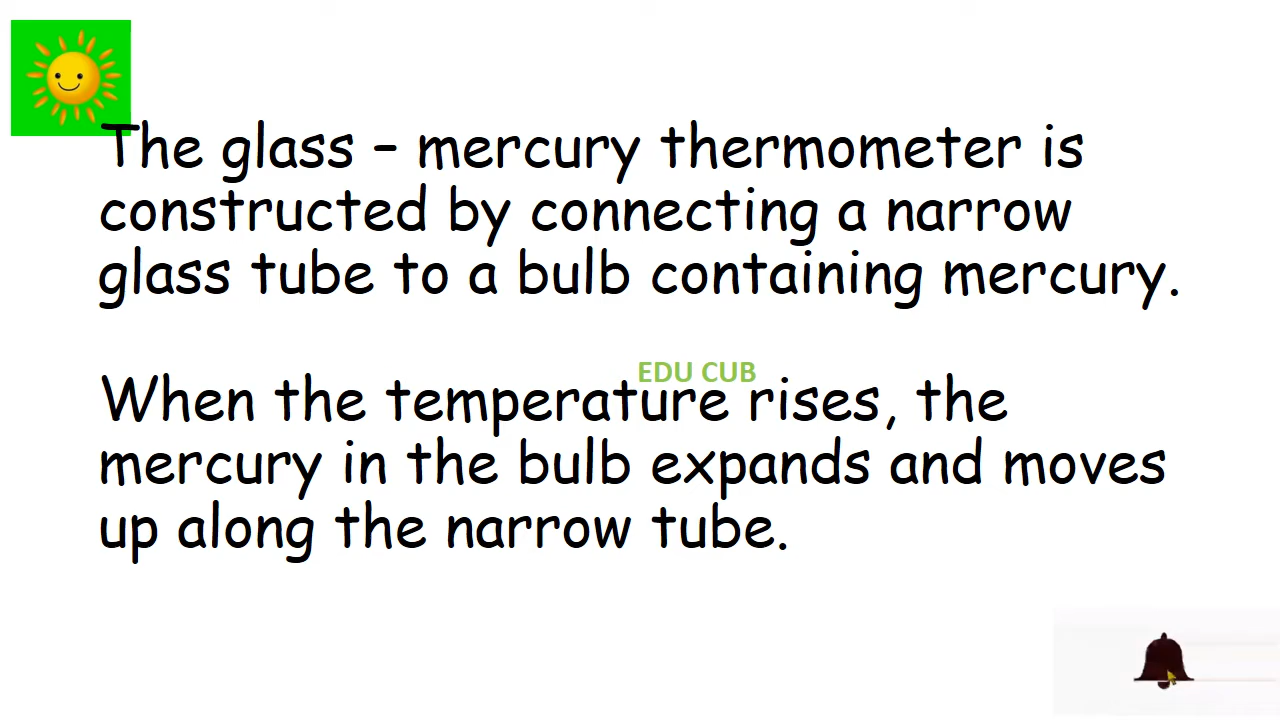 The glass – mercury thermometer is
constructed by connecting a narrow
glass tube to a bulb containing mercury.
EDU CUB
When the temperature rises, the
mercury in the bulb expands and moves
up along the narrow tube.